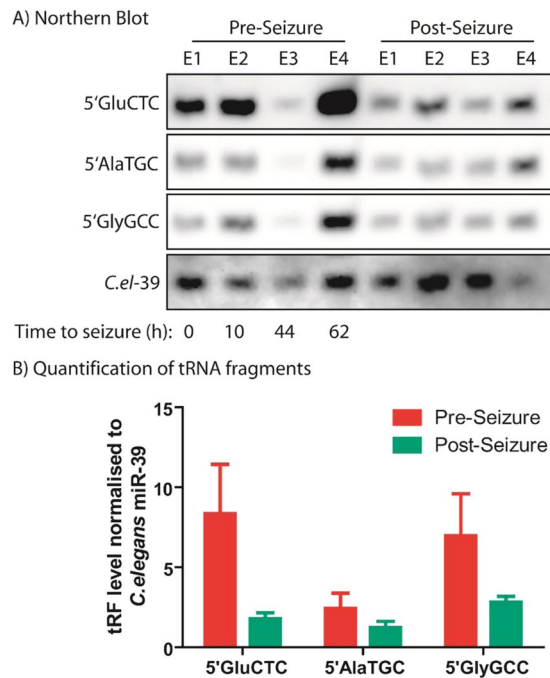 A) Northern Blot
Pre-Seizure Post-Seizure
E1 E2 E3 E4 E1 E2 E3 E4
5'GluCTC
5'AlaTGC
5'GlyGCC
C.el-39
Time to seizure (h): 0 10 44 62
B) Quantification of tRNA fragments
tRF level normalised to
C.elegans miR-39
15
10
5
0
Pre-Seizure
Post-Seizure
5'GluCTC 5'AlaTGC 5'GlyGCC